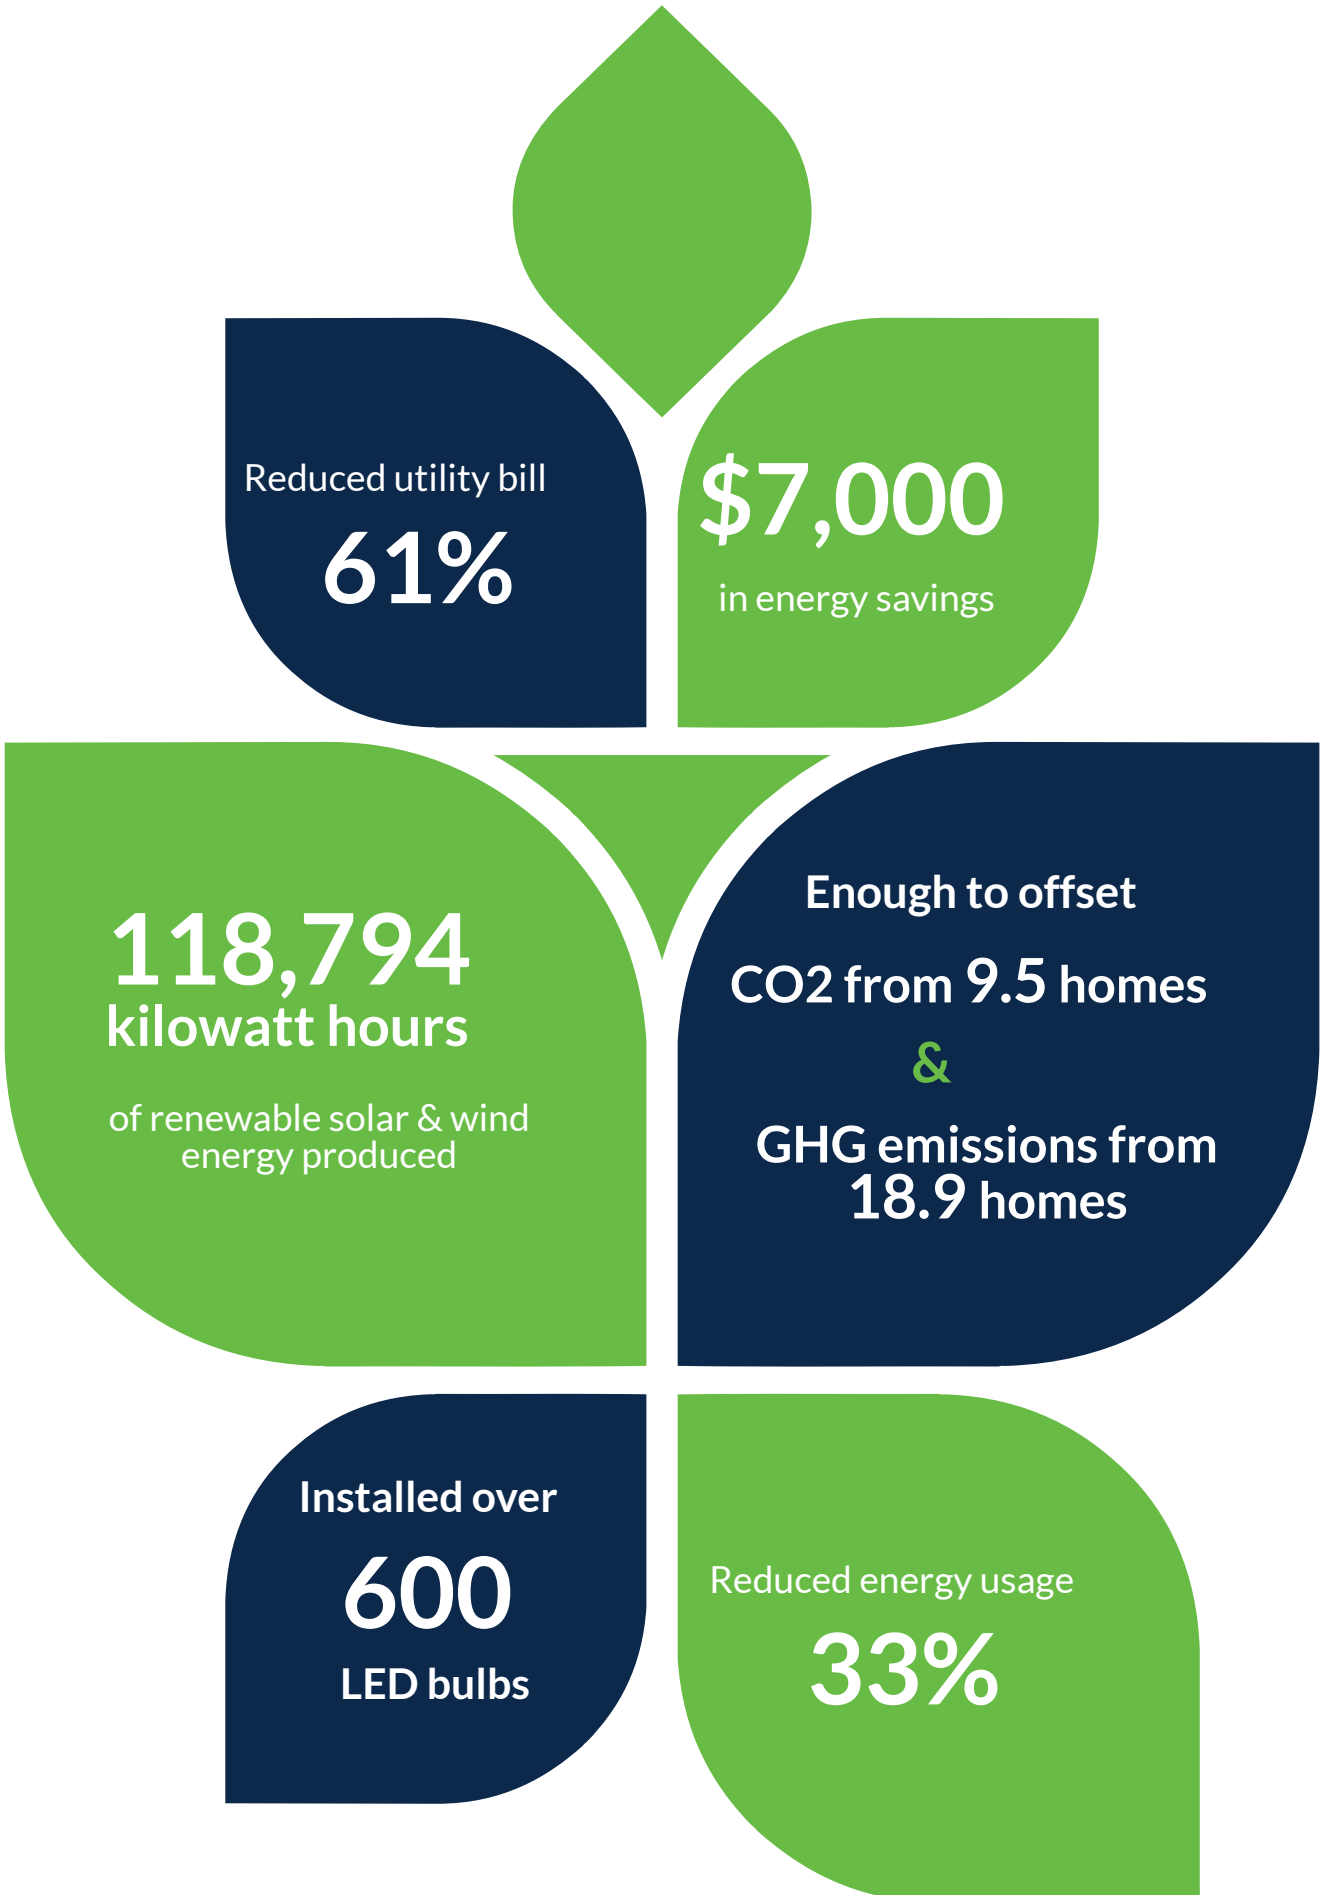 Reduced utility bill
61%
$7,000
in energy savings
118,794
kilowatt hours
of renewable solar & wind
energy produced
Enough to offset
CO2 from 9.5 homes
&
GHG emissions from
18.9 homes
Installed over
600
LED bulbs
Reduced energy usage
33%